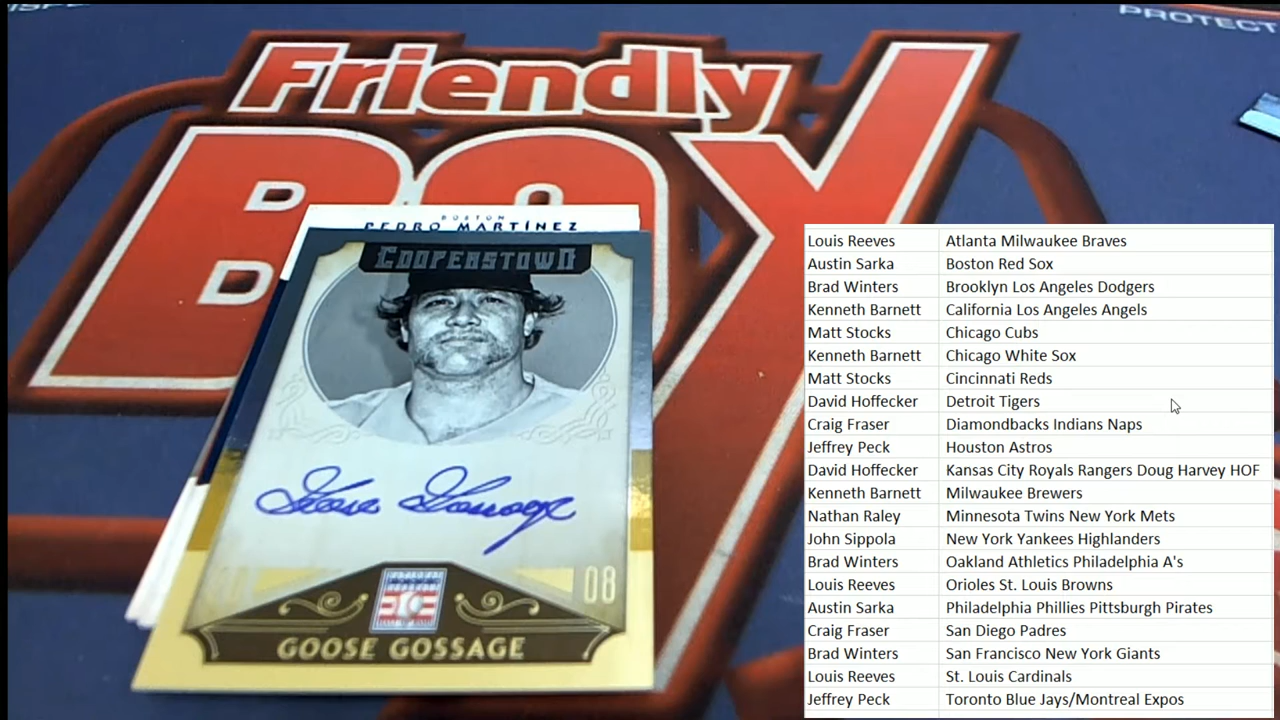 PROTECT
Friendly
BOY
BOSTON
PEDRO MARTÍNEZ
COOPERSTOWN
Goose Gossage
08
GOOSE GOSSAGE
Louis Reeves Atlanta Milwaukee Braves
Austin Sarka Boston Red Sox
Brad Winters Brooklyn Los Angeles Dodgers
Kenneth Barnett California Los Angeles Angels
Matt Stocks Chicago Cubs
Kenneth Barnett Chicago White Sox
Matt Stocks Cincinnati Reds
David Hoffecker Detroit Tigers
Craig Fraser Diamondbacks Indians Naps
Jeffrey Peck Houston Astros
David Hoffecker Kansas City Royals Rangers Doug Harvey HOF
Kenneth Barnett Milwaukee Brewers
Nathan Raley Minnesota Twins New York Mets
John Sippola New York Yankees Highlanders
Brad Winters Oakland Athletics Philadelphia A's
Louis Reeves Orioles St. Louis Browns
Austin Sarka Philadelphia Phillies Pittsburgh Pirates
Craig Fraser San Diego Padres
Brad Winters San Francisco New York Giants
Louis Reeves St. Louis Cardinals
Jeffrey Peck Toronto Blue Jays/Montreal Expos